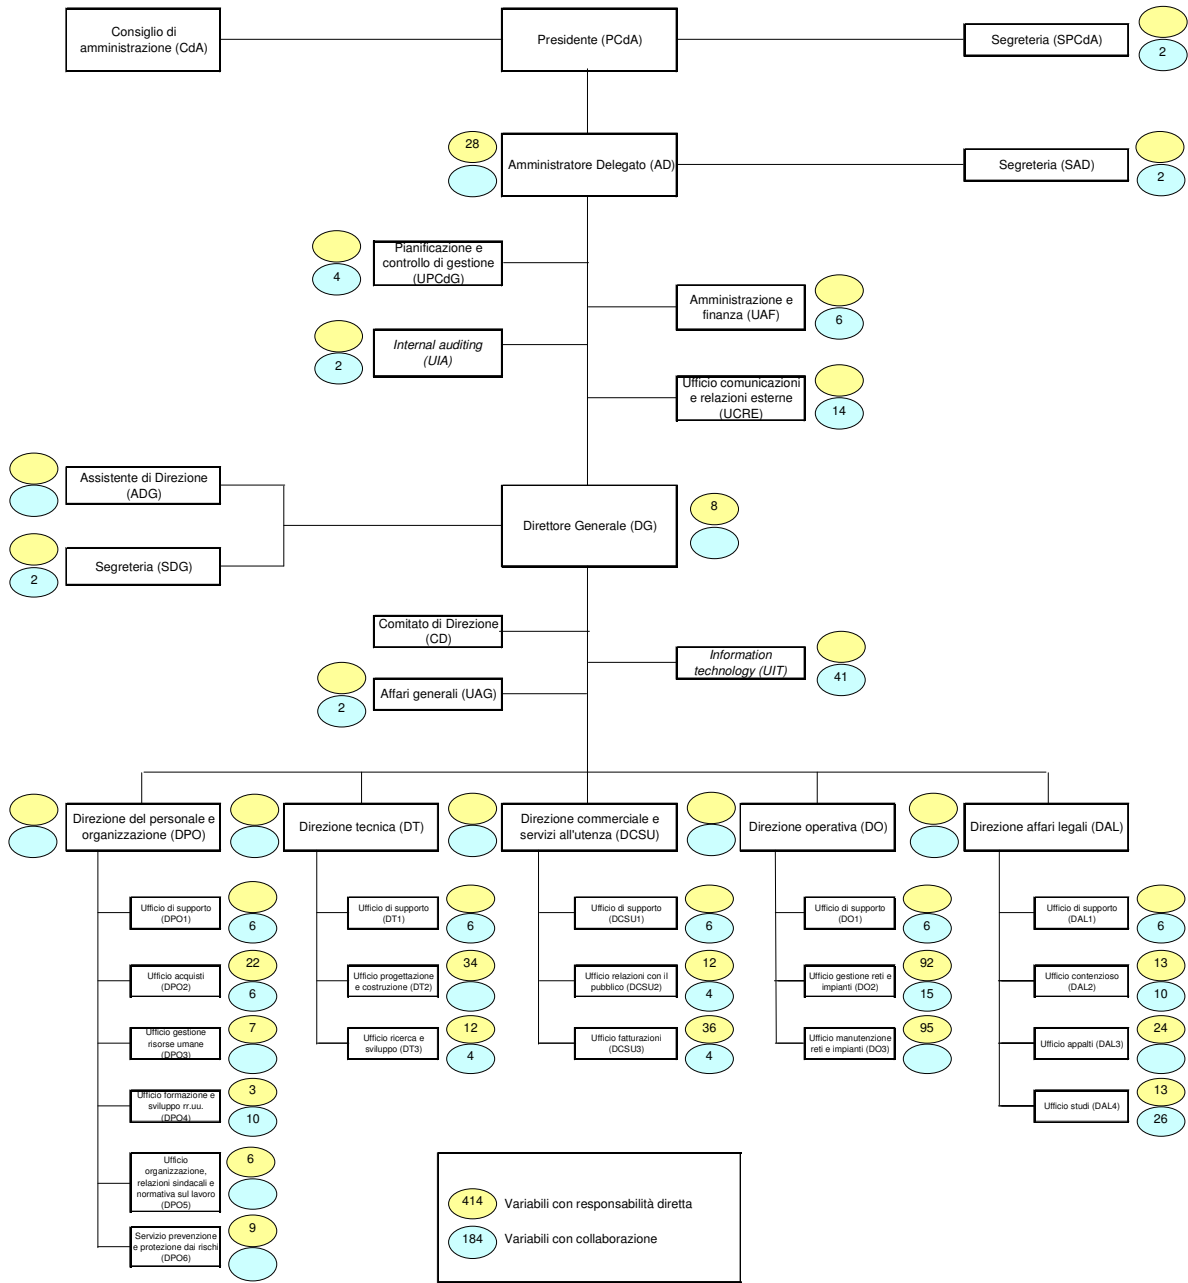 Consiglio di
amministrazione (CdA)
Presidente (PCdA)
Segreteria (SPCdA)
2
28
Amministratore Delegato (AD)
Segreteria (SAD)
2
Pianificazione e
controllo di gestione
(UPCdG)
4
Amministrazione e
finanza (UAF)
6
Internal auditing
(UIA)
2
Ufficio comunicazioni
e relazioni esterne
(UCRE)
14
Assistente di Direzione
(ADG)
Direttore Generale (DG)
8
Segreteria (SDG)
2
Comitato di Direzione
(CD)
Information
technology (UIT)
41
Affari generali (UAG)
2
Direzione del personale e
organizzazione (DPO)
Direzione tecnica (DT)
Direzione commerciale e
servizi all'utenza (DCSU)
Direzione operativa (DO)
Direzione affari legali (DAL)
Ufficio di supporto
(DPO1)
6
Ufficio acquisti
(DPO2)
22
6
Ufficio gestione
risorse umane
(DPO3)
7
Ufficio formazione e
sviluppo rr.uu.
(DPO4)
3
10
Ufficio
organizzazione,
relazioni sindacali e
normativa sul lavoro
(DPO5)
6
Servizio prevenzione
e protezione dai rischi
(DPO6)
9
Ufficio di supporto
(DT1)
6
Ufficio progettazione
e costruzione (DT2)
34
Ufficio ricerca e
sviluppo (DT3)
12
4
Ufficio di supporto
(DCSU1)
6
Ufficio relazioni con il
pubblico (DCSU2)
12
4
Ufficio fatturazioni
(DCSU3)
36
4
Ufficio di supporto
(DO1)
6
Ufficio gestione reti e
impianti (DO2)
92
15
Ufficio manutenzione
reti e impianti (DO3)
95
Ufficio di supporto
(DAL1)
6
Ufficio contenzioso
(DAL2)
13
10
Ufficio appalti (DAL3)
24
Ufficio studi (DAL4)
13
26
414 Variabili con responsabilità diretta
184 Variabili con collaborazione